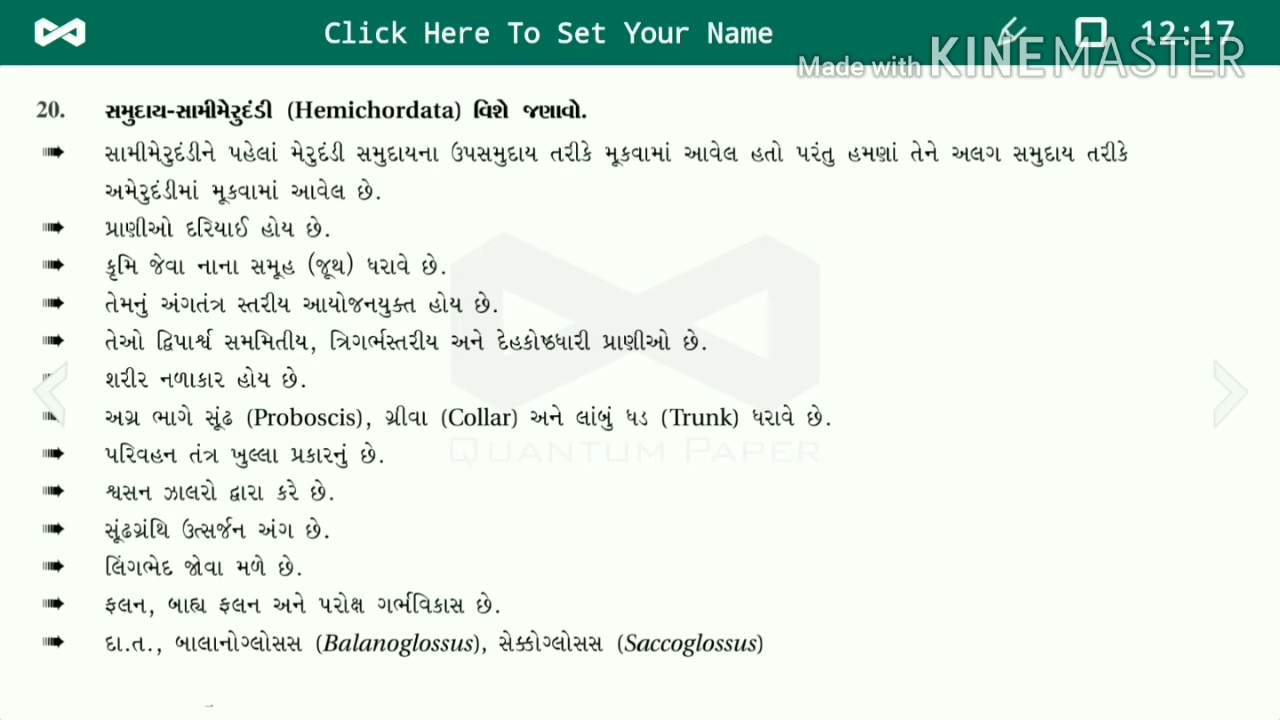 Click Here To Set Your Name
12:17
Made with KINEMASTER
20. સમુદાય-સામીમેરુદંડી (Hemichordata) વિશે જણાવો.
સામીમેરુદંડીને પહેલાં મેરુદંડી સમુદાયના ઉપસમુદાય તરીકે મૂકવામાં આવેલ હતો પરંતુ હમણાં તેને અલગ સમુદાય તરીકે
અમેરુદંડીમાં મૂકવામાં આવેલ છે.
પ્રાણીઓ દરિયાઈ હોય છે.
કૃમિ જેવા નાના સમૂહ (જૂથ) ધરાવે છે.
તેમનું અંગતંત્ર સ્તરીય આયોજનયુક્ત હોય છે.
તેઓ દ્વિપાર્શ્વ સમમિતીય, ત્રિગર્ભસ્તરીય અને દેહકોષ્ઠધારી પ્રાણીઓ છે.
શરીર નળાકાર હોય છે.
અગ્ર ભાગે સૂંઢ (Proboscis), ગ્રીવા (Collar) અને લાંબું ધડ (Trunk) ધરાવે છે.
પરિવહન તંત્ર ખુલ્લા પ્રકારનું છે.
QUANTUM PAPER
શ્વસન ઝાલરો દ્વારા કરે છે.
સૂંઢગ્રંથિ ઉત્સર્જન અંગ છે.
લિંગભેદ જોવા મળે છે.
ફલન, બાહ્ય ફલન અને પરોક્ષ ગર્ભવિકાસ છે.
દા.ત., બાલાનોગ્લોસસ (Balanoglossus), સેક્કોગ્લોસસ (Saccoglossus)